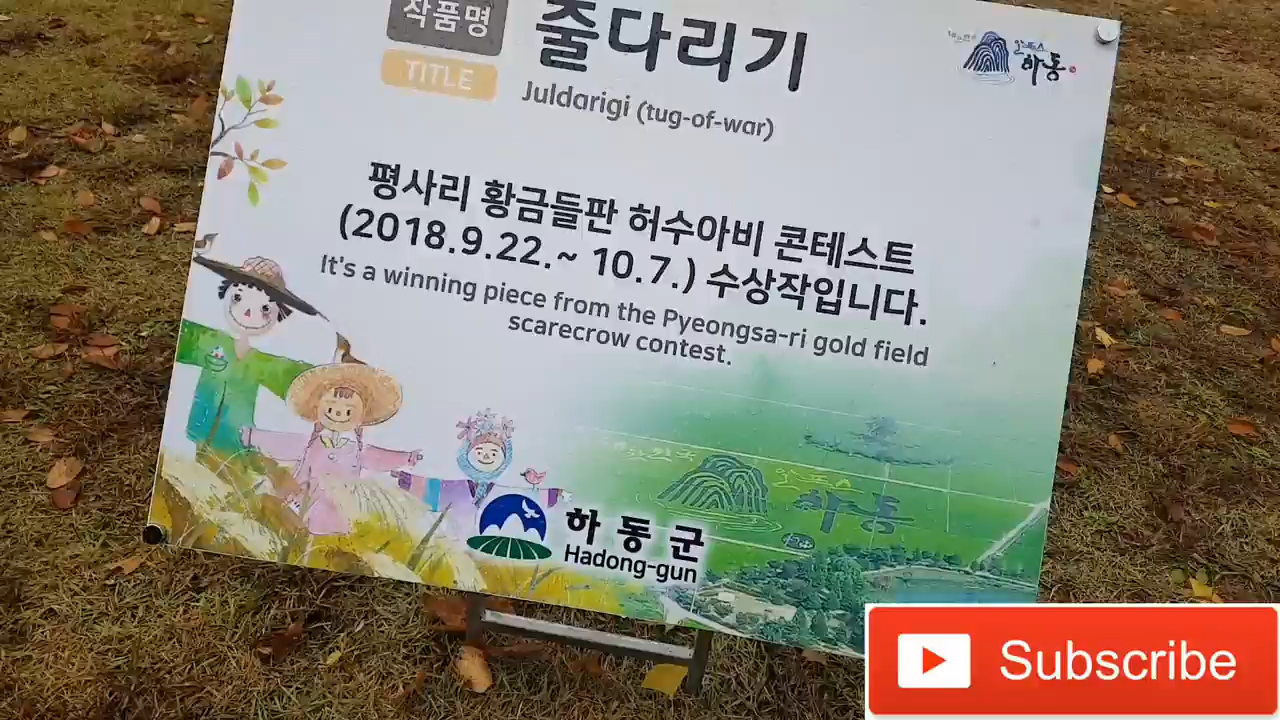 작품명
TITLE
줄다리기
Juldarigi (tug-of-war)
하동
평사리 황금들판 허수아비 콘테스트
(2018.9.22.~ 10.7.) 수상작입니다.
It's a winning piece from the Pyeongsa-ri gold field
scarecrow contest.
하동
하동군
Hadong-gun
Subscribe